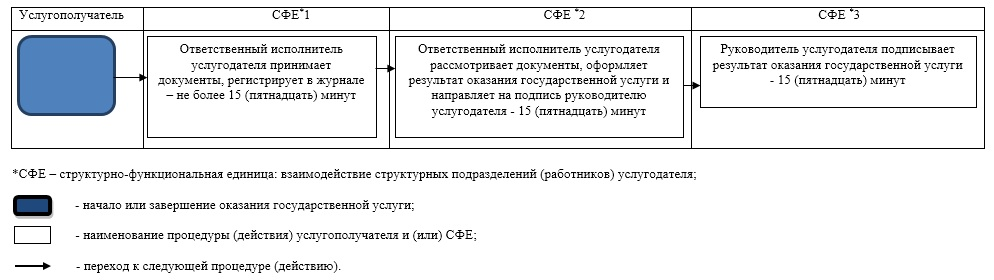 Услугополучатель
СФЕ*1
СФЕ *2
СФЕ *3
Ответственный исполнитель
услугодателя принимает
документы, регистрирует в журнале
– не более 15 (пятнадцать) минут
Ответственный исполнитель услугодателя
рассмотривает документы, оформляет
результат оказания государственной услуги и
направляет на подпись руководителю
услугодателя - 15 (пятнадцать) минут
Руководитель услугодателя подписывает
результат оказания государственной услуги
- 15 (пятнадцать) минут
*СФЕ – структурно-функциональная единица: взаимодействие структурных подразделений (работников) услугодателя;
- начало или завершение оказания государственной услуги;
- наименование процедуры (действия) услугополучателя и (или) СФЕ;
- переход к следующей процедуре (действию).